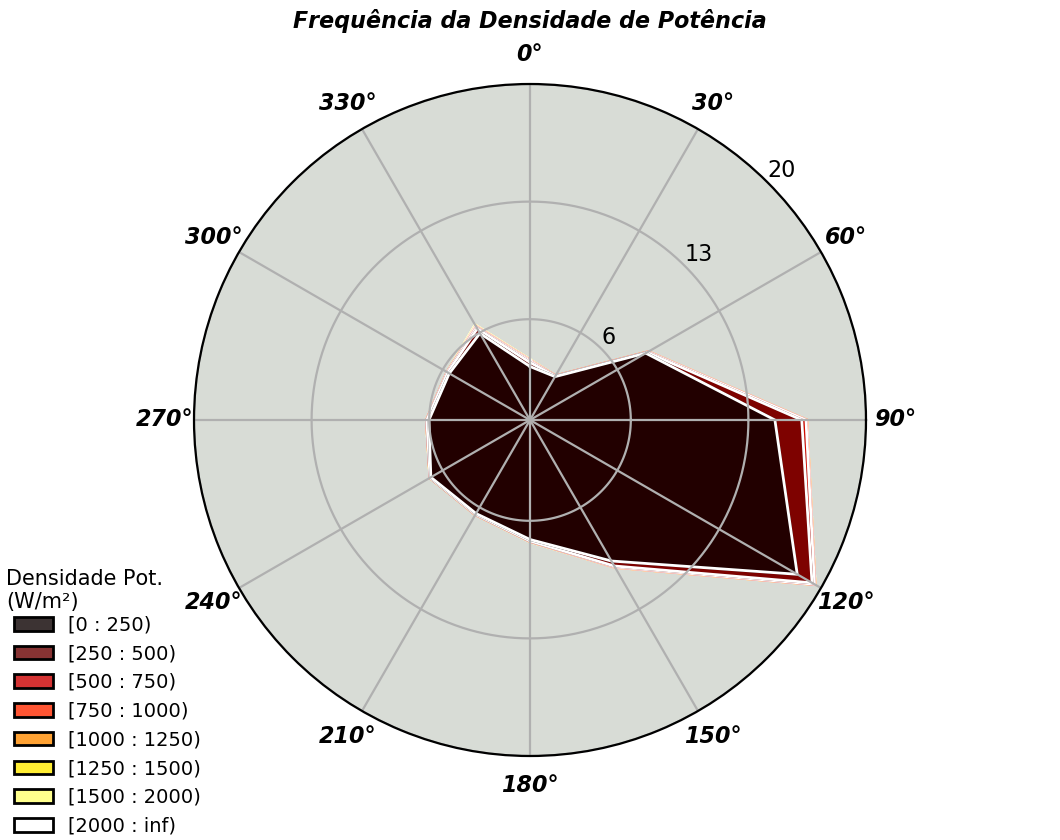 Frequência da Densidade de Potência
0°
330°
30°
20
300°
60°
13
6
270°
90°
240°
120°
210°
150°
180°
Densidade Pot.
(W/m²)
[0 : 250)
[250 : 500)
[500 : 750)
[750 : 1000)
[1000 : 1250)
[1250 : 1500)
[1500 : 2000)
[2000 : inf)